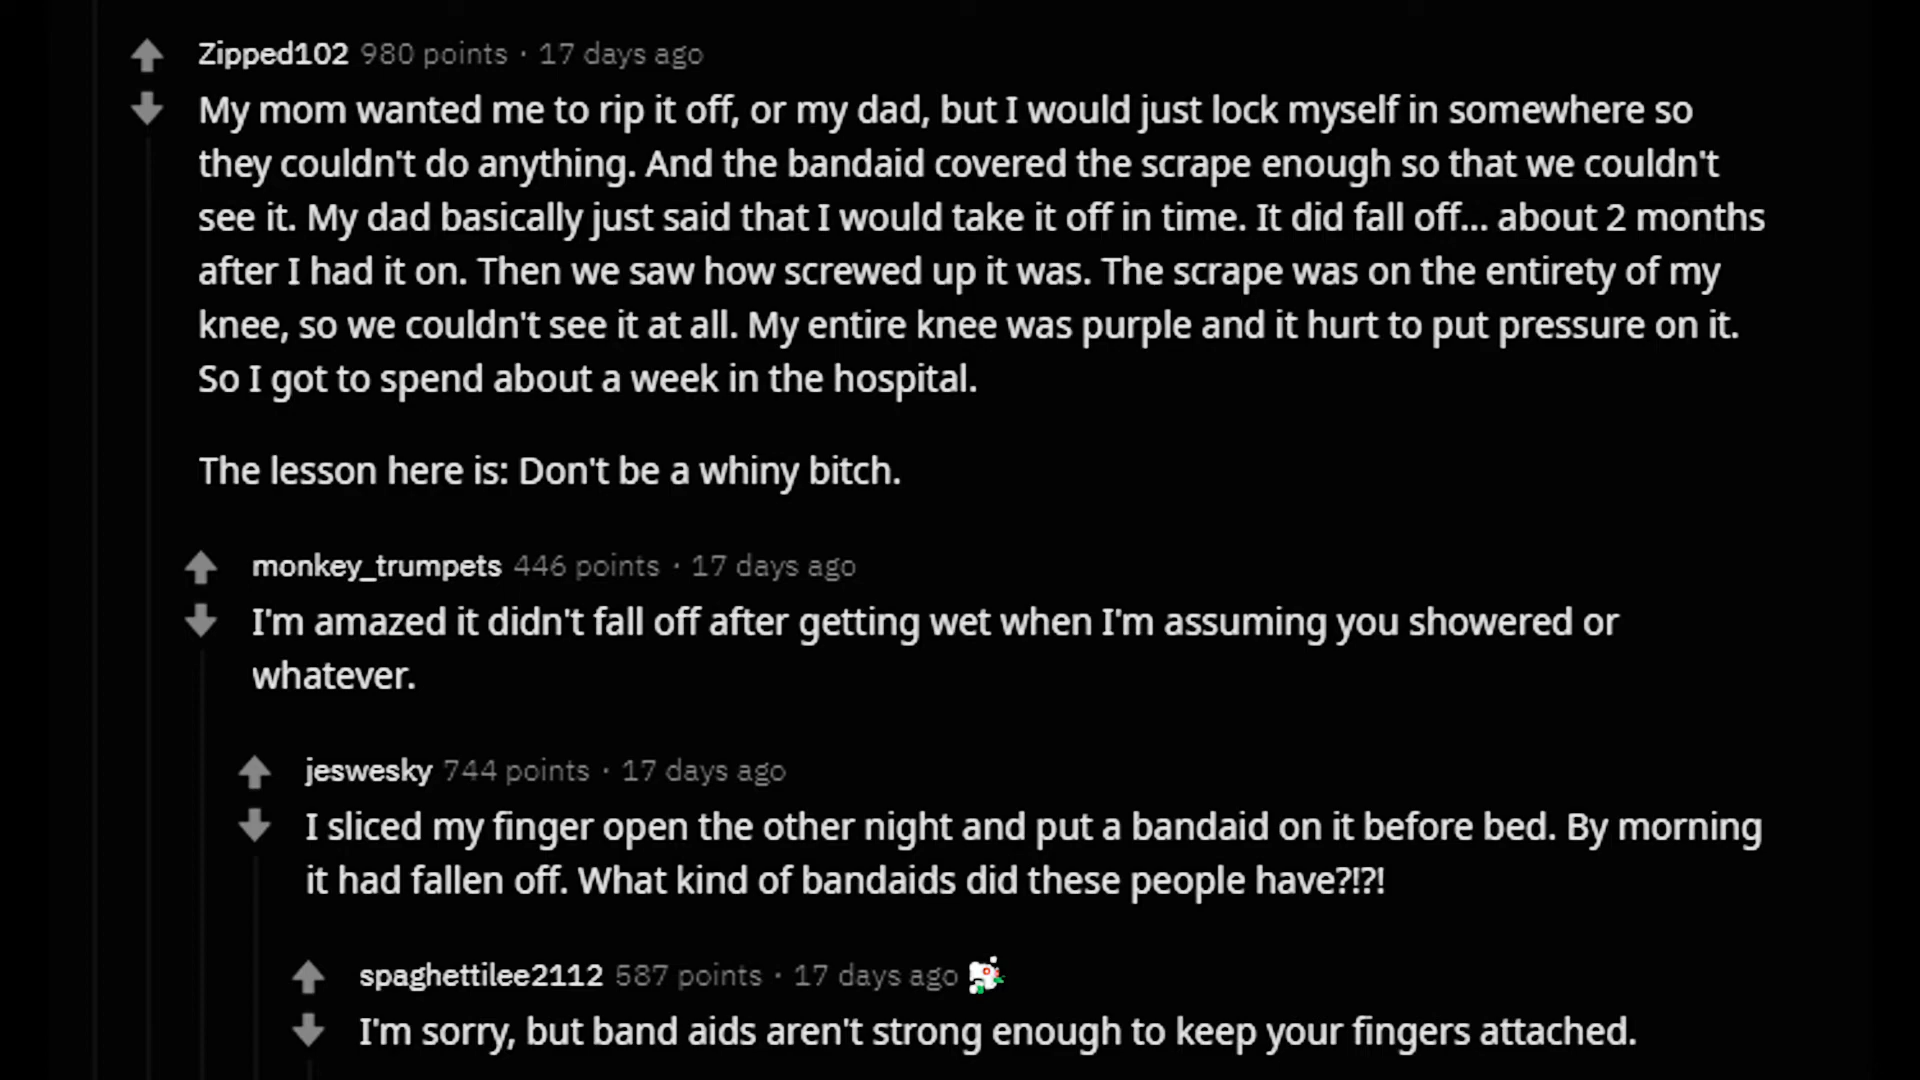 Zipped102 980 points · 17 days ago
My mom wanted me to rip it off, or my dad, but I would just lock myself in somewhere so
they couldn't do anything. And the bandaid covered the scrape enough so that we couldn't
see it. My dad basically just said that I would take it off in time. It did fall off... about 2 months
after I had it on. Then we saw how screwed up it was. The scrape was on the entirety of my
knee, so we couldn't see it at all. My entire knee was purple and it hurt to put pressure on it.
So I got to spend about a week in the hospital.
The lesson here is: Don't be a whiny bitch.
monkey_trumpets 446 points · 17 days ago
I'm amazed it didn't fall off after getting wet when I'm assuming you showered or
whatever.
jeswesky 744 points · 17 days ago
I sliced my finger open the other night and put a bandaid on it before bed. By morning
it had fallen off. What kind of bandaids did these people have?!?!
spaghettilee2112 587 points · 17 days ago
I'm sorry, but band aids aren't strong enough to keep your fingers attached.